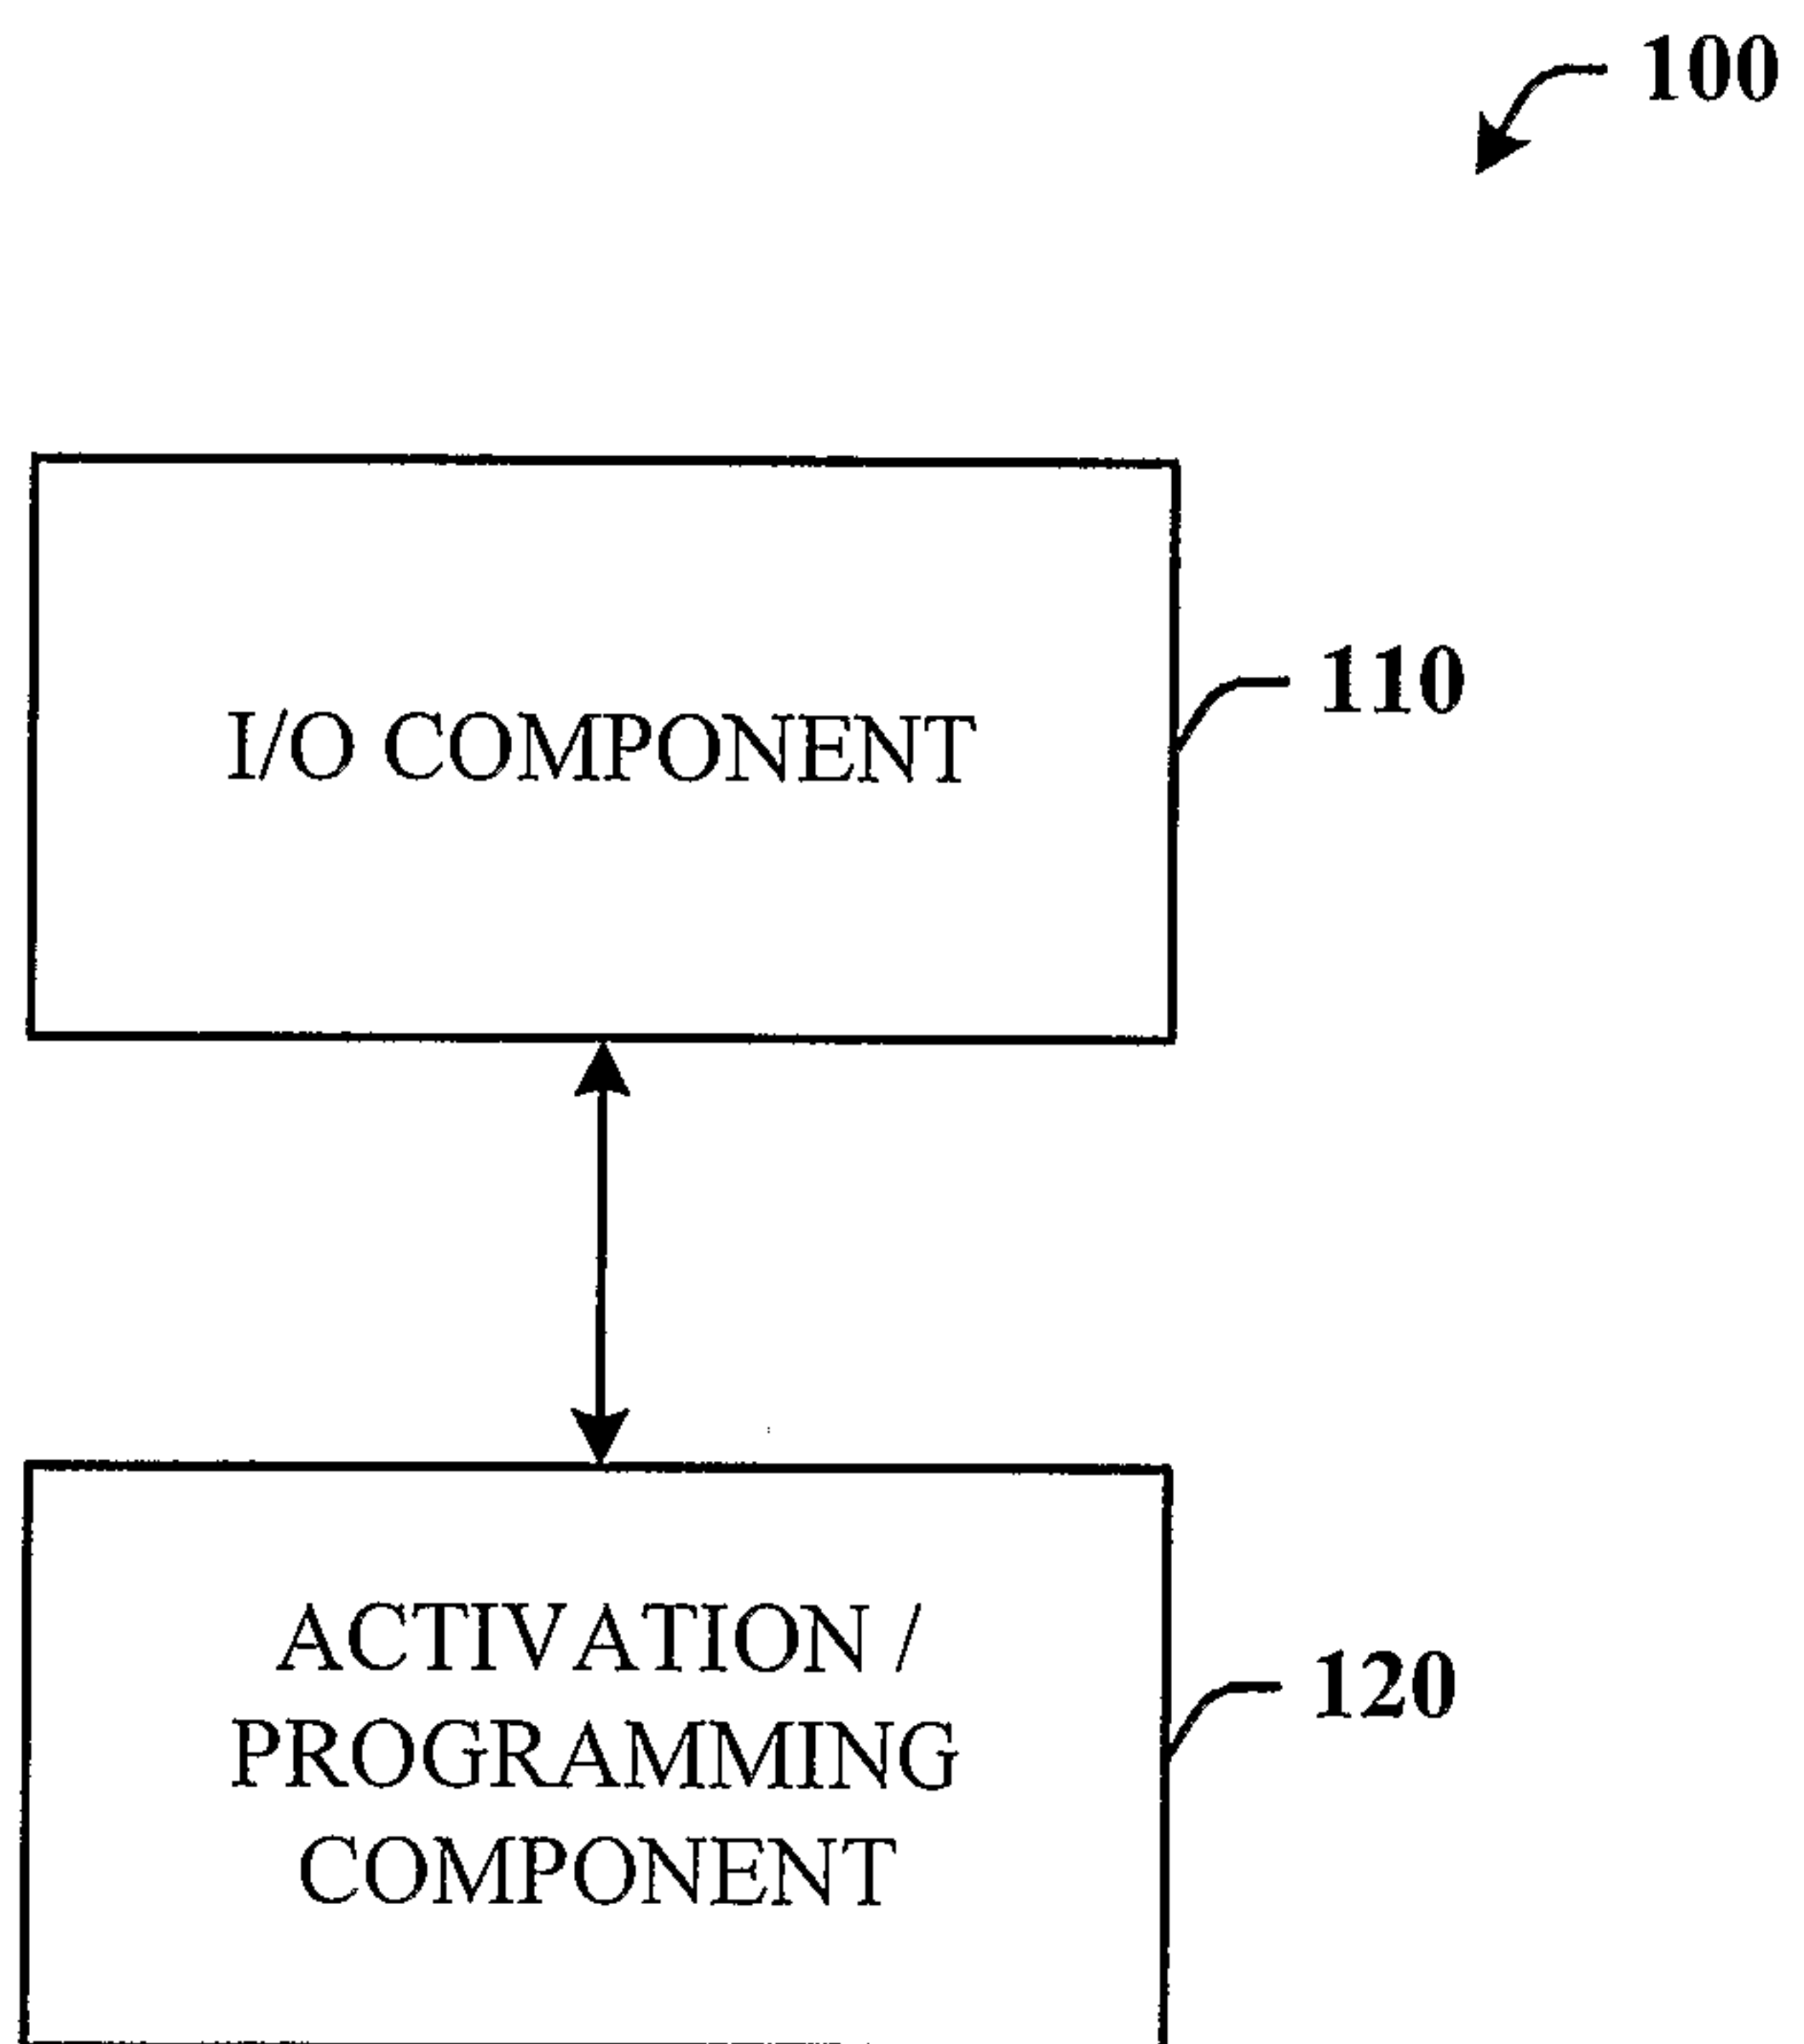 100
I/O COMPONENT
110
ACTIVATION /
PROGRAMMING
COMPONENT
120